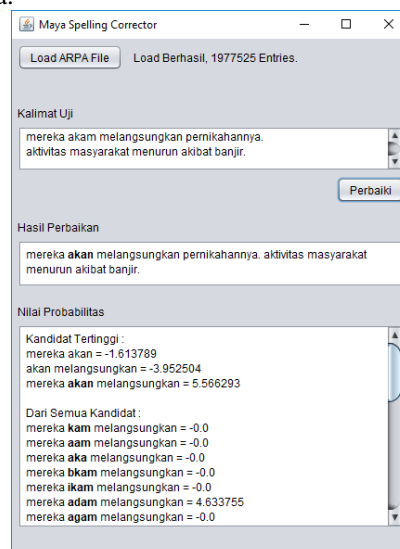 Maya Spelling Corrector
Load ARPA File Load Berhasil, 1977525 Entries.
Kalimat Uji
mereka akam melangsungkan pernikahannya.
aktivitas masyarakat menurun akibat banjir.
Perbaiki
Hasil Perbaikan
mereka akan melangsungkan pernikahannya. aktivitas masyarakat
menurun akibat banjir.
Nilai Probabilitas
Kandidat Tertinggi :
mereka akan = -1.613789
akan melangsungkan = -3.952504
mereka akan melangsungkan = 5.566293
Dari Semua Kandidat :
mereka kam melangsungkan = -0.0
mereka aam melangsungkan = -0.0
mereka aka melangsungkan = -0.0
mereka bkam melangsungkan = -0.0
mereka ikam melangsungkan = -0.0
mereka adam melangsungkan = 4.633755
mereka agam melangsungkan = -0.0